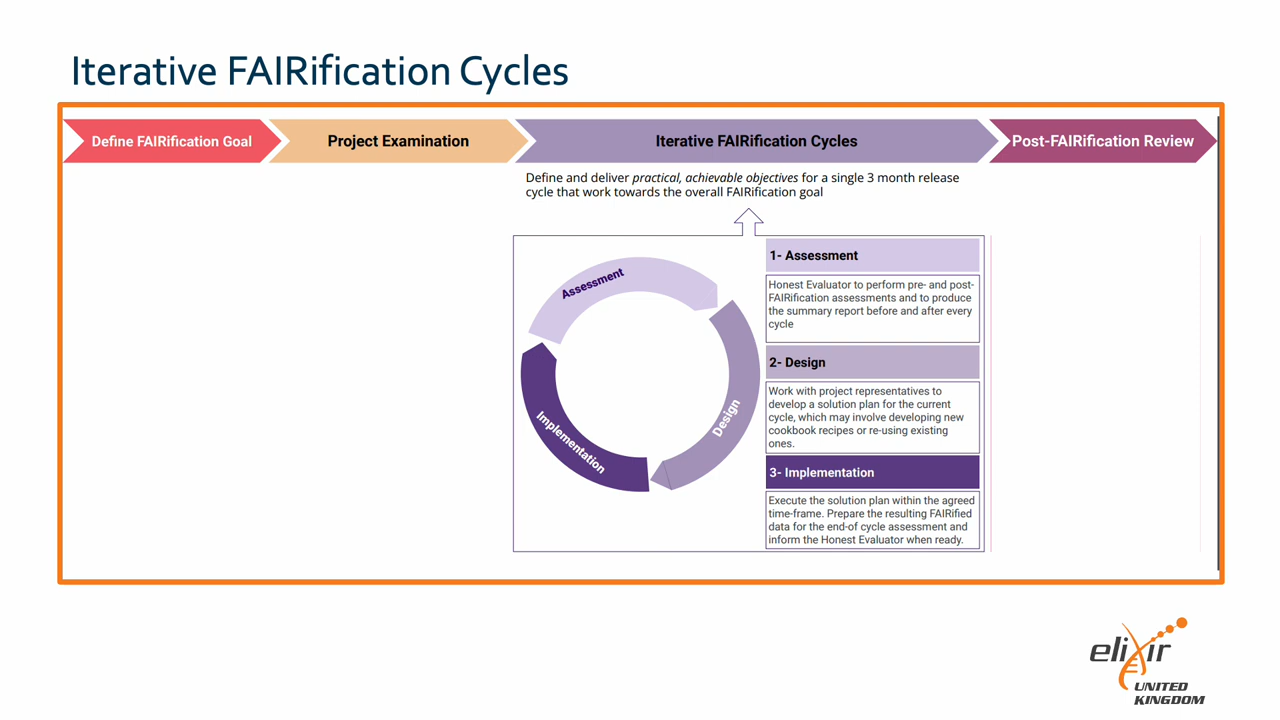 Iterative FAIRification Cycles
Define FAIRification Goal
Project Examination
Iterative FAIRification Cycles
Post-FAIRification Review
Define and deliver practical, achievable objectives for a single 3 month release
cycle that work towards the overall FAIRification goal
Assessment
Design
Implementation
1- Assessment
Honest Evaluator to perform pre- and post-
FAIRification assessments and to produce
the summary report before and after every
cycle
2- Design
Work with project representatives to
develop a solution plan for the current
cycle, which may involve developing new
cookbook recipes or re-using existing
ones.
3- Implementation
Execute the solution plan within the agreed
time-frame. Prepare the resulting FAIRified
data for the end-of cycle assessment and
inform the Honest Evaluator when ready.
elixir
UNITED
KINGDOM